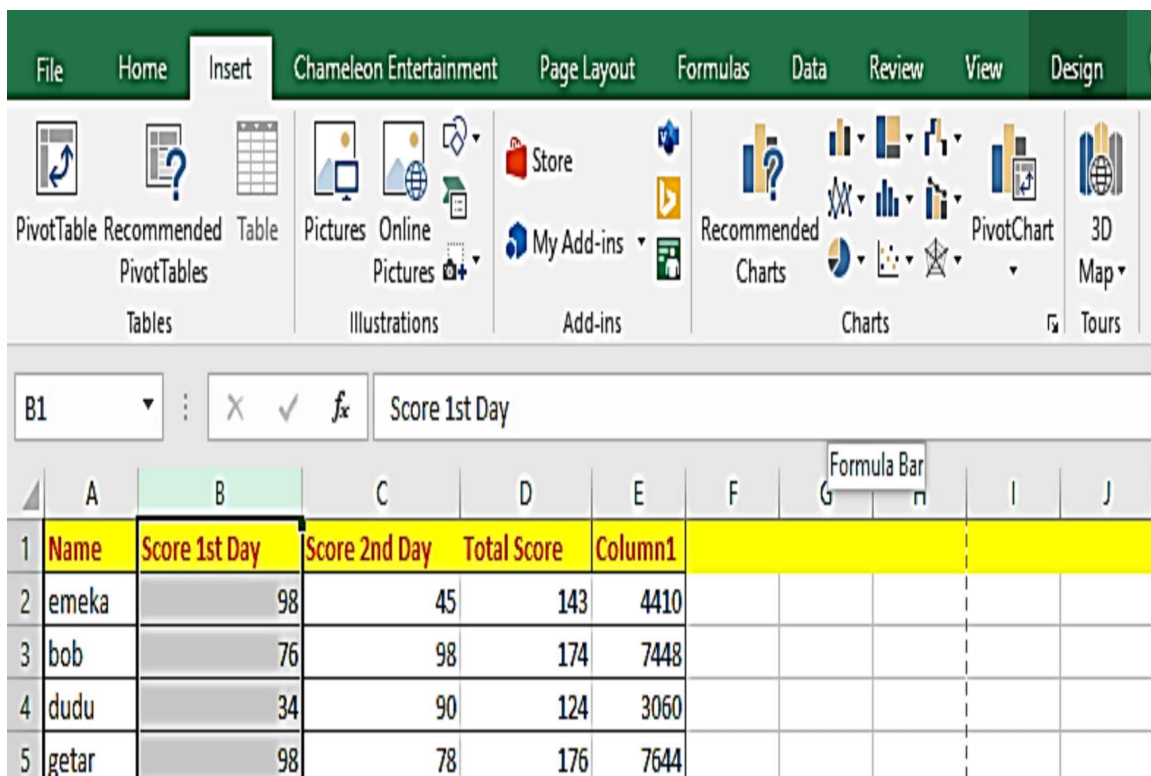 File Home Insert Chameleon Entertainment Page Layout Formulas Data Review View Design
PivotTable Recommended PivotTables Table Pictures Online Pictures Store My Add-ins Recommended Charts PivotChart 3D Map
Tables Illustrations Add-ins Charts Tours
B1 fx Score 1st Day
Formula Bar
A B C D E F G H I J
1 Name Score 1st Day Score 2nd Day Total Score Column1
2 emeka 98 45 143 4410
3 bob 76 98 174 7448
4 dudu 34 90 124 3060
5 getar 98 78 176 7644